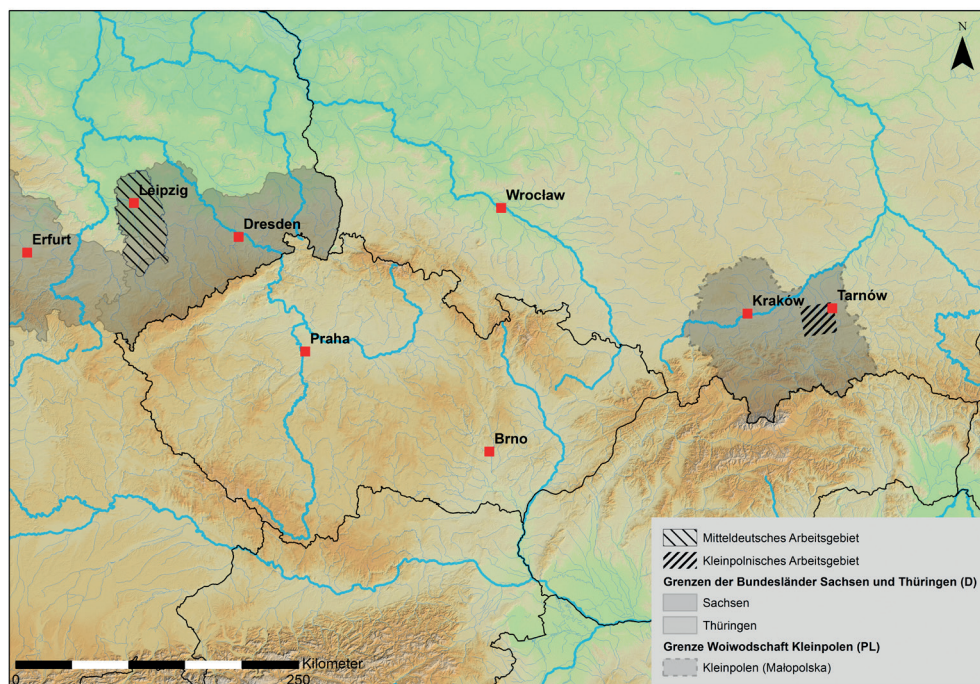 N
Leipzig
Wrocław
Dresden
Erfurt
Kraków
Tarnów
Praha
Brno
Mitteldeutsches Arbeitsgebiet
Kleinpolnisches Arbeitsgebiet
Grenzen der Bundesländer Sachsen und Thüringen (D)
Sachsen
Thüringen
Grenze Woiwodschaft Kleinpolen (PL)
Kleinpolen (Małopolska)
Kilometer
0 250